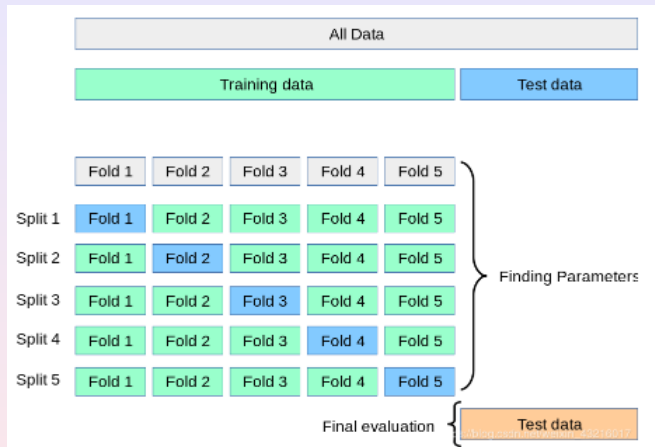 All Data
Training data Test data
Fold 1 Fold 2 Fold 3 Fold 4 Fold 5
Split 1 Fold 1 Fold 2 Fold 3 Fold 4 Fold 5
Split 2 Fold 1 Fold 2 Fold 3 Fold 4 Fold 5
Finding Parameters
Split 3 Fold 1 Fold 2 Fold 3 Fold 4 Fold 5
Split 4 Fold 1 Fold 2 Fold 3 Fold 4 Fold 5
Split 5 Fold 1 Fold 2 Fold 3 Fold 4 Fold 5
Final evaluation Test data